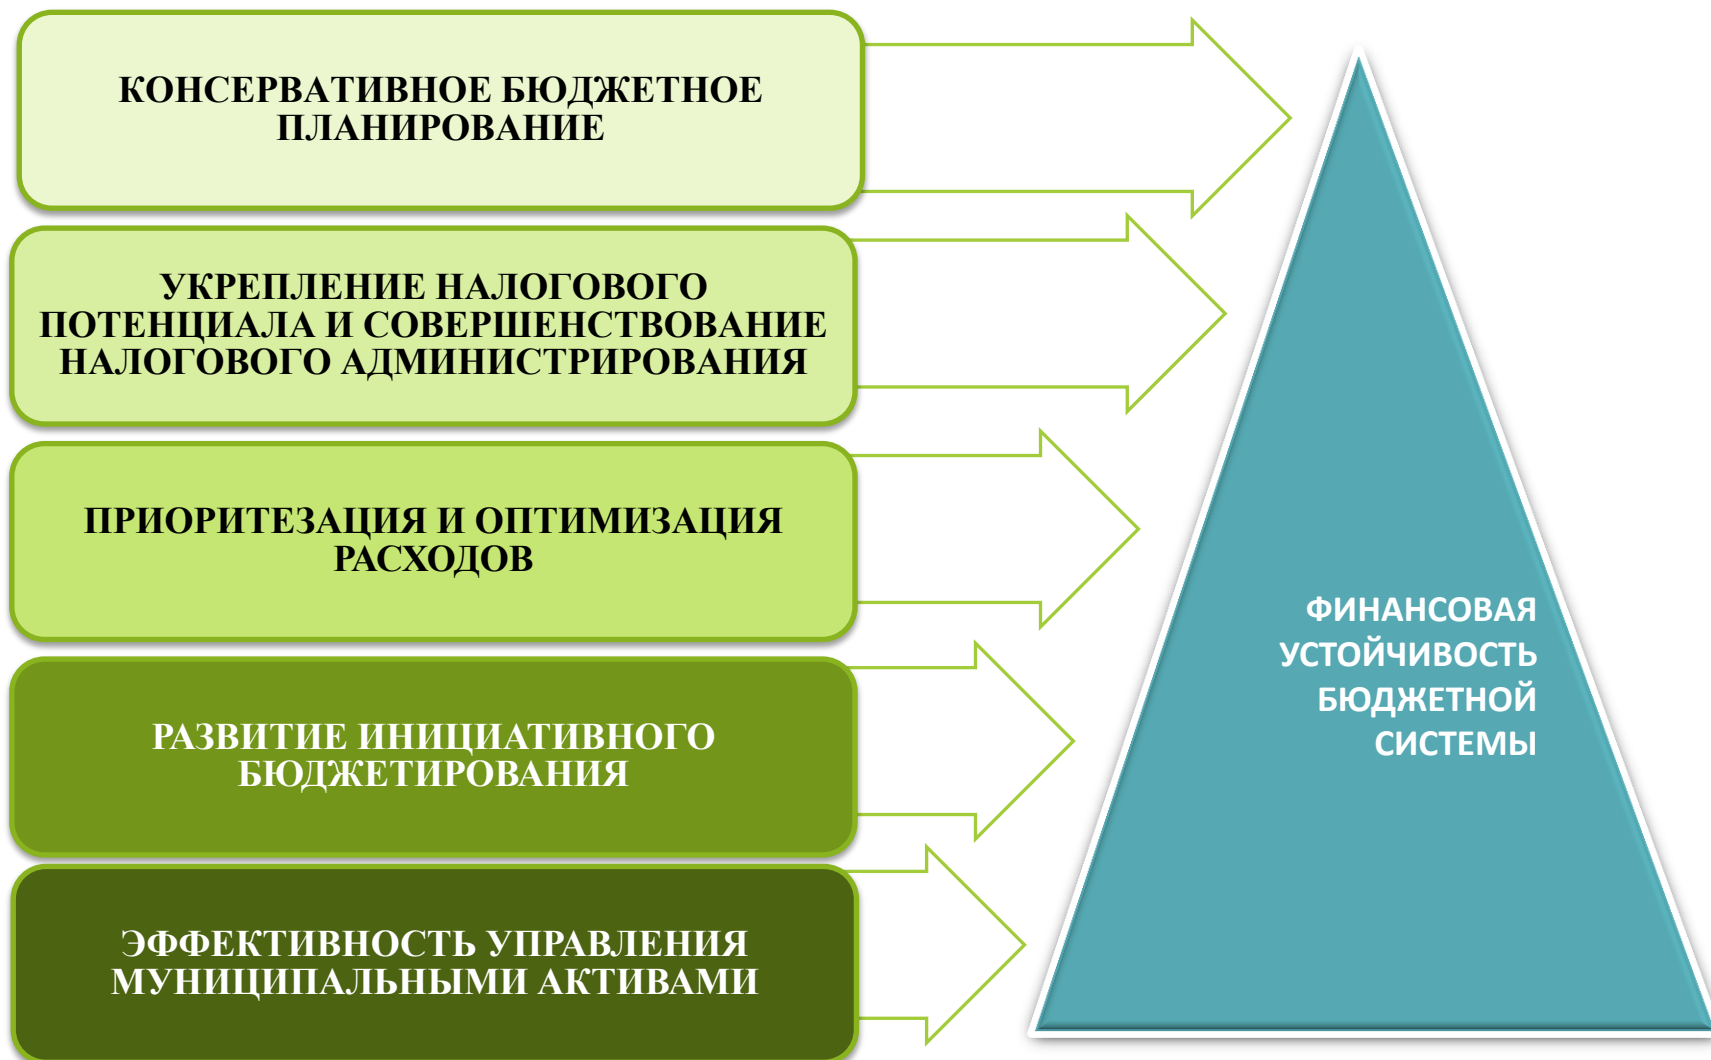 КОНСЕРВАТИВНОЕ БЮДЖЕТНОЕ
ПЛАНИРОВАНИЕ
УКРЕПЛЕНИЕ НАЛОГОВОГО
ПОТЕНЦИАЛА И СОВЕРШЕНСТВОВАНИЕ
НАЛОГОВОГО АДМИНИСТРИРОВАНИЯ
ПРИОРИТЕЗАЦИЯ И ОПТИМИЗАЦИЯ
РАСХОДОВ
РАЗВИТИЕ ИНИЦИАТИВНОГО
БЮДЖЕТИРОВАНИЯ
ЭФФЕКТИВНОСТЬ УПРАВЛЕНИЯ
МУНИЦИПАЛЬНЫМИ АКТИВАМИ
ФИНАНСОВАЯ
УСТОЙЧИВОСТЬ
БЮДЖЕТНОЙ
СИСТЕМЫ